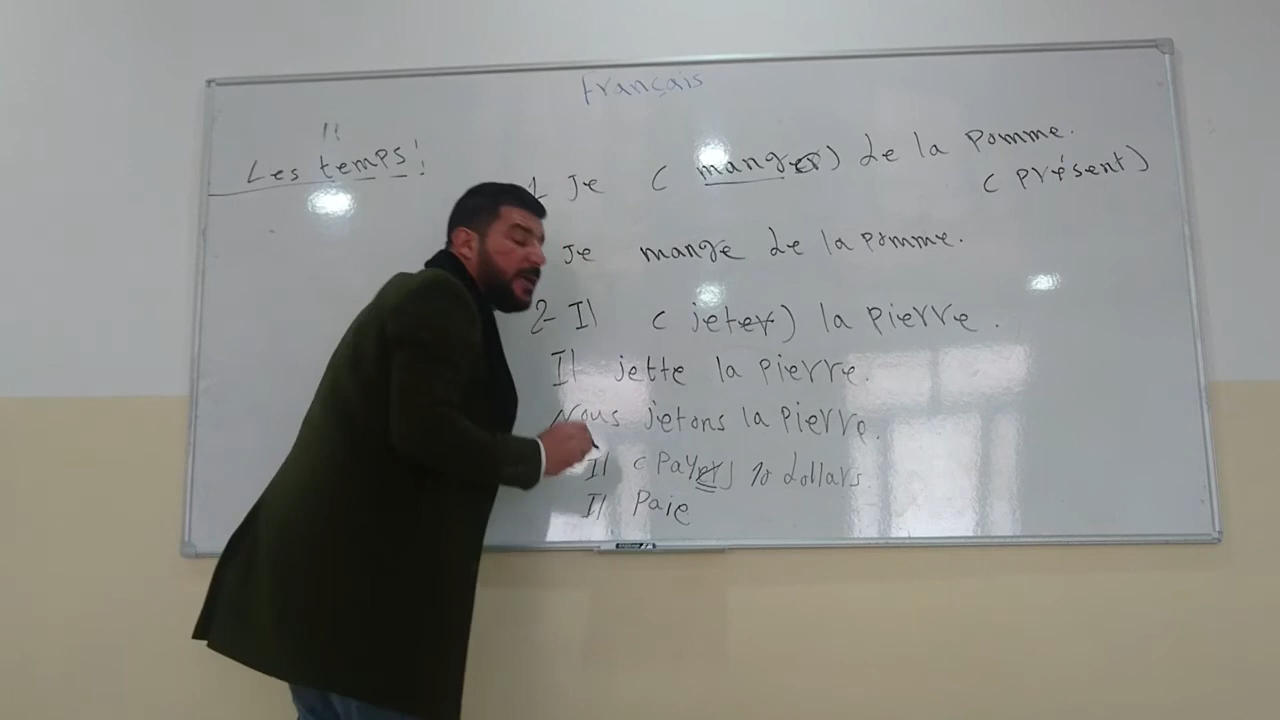 Français
"
Les temps!
1 Je (manger) de la pomme.
(présent)
Je mange de la pomme.
2- Il (jeter) la pierre.
Il jette la pierre.
Nous jetons la pierre.
Il (payer) 10 dollars.
Il Paie